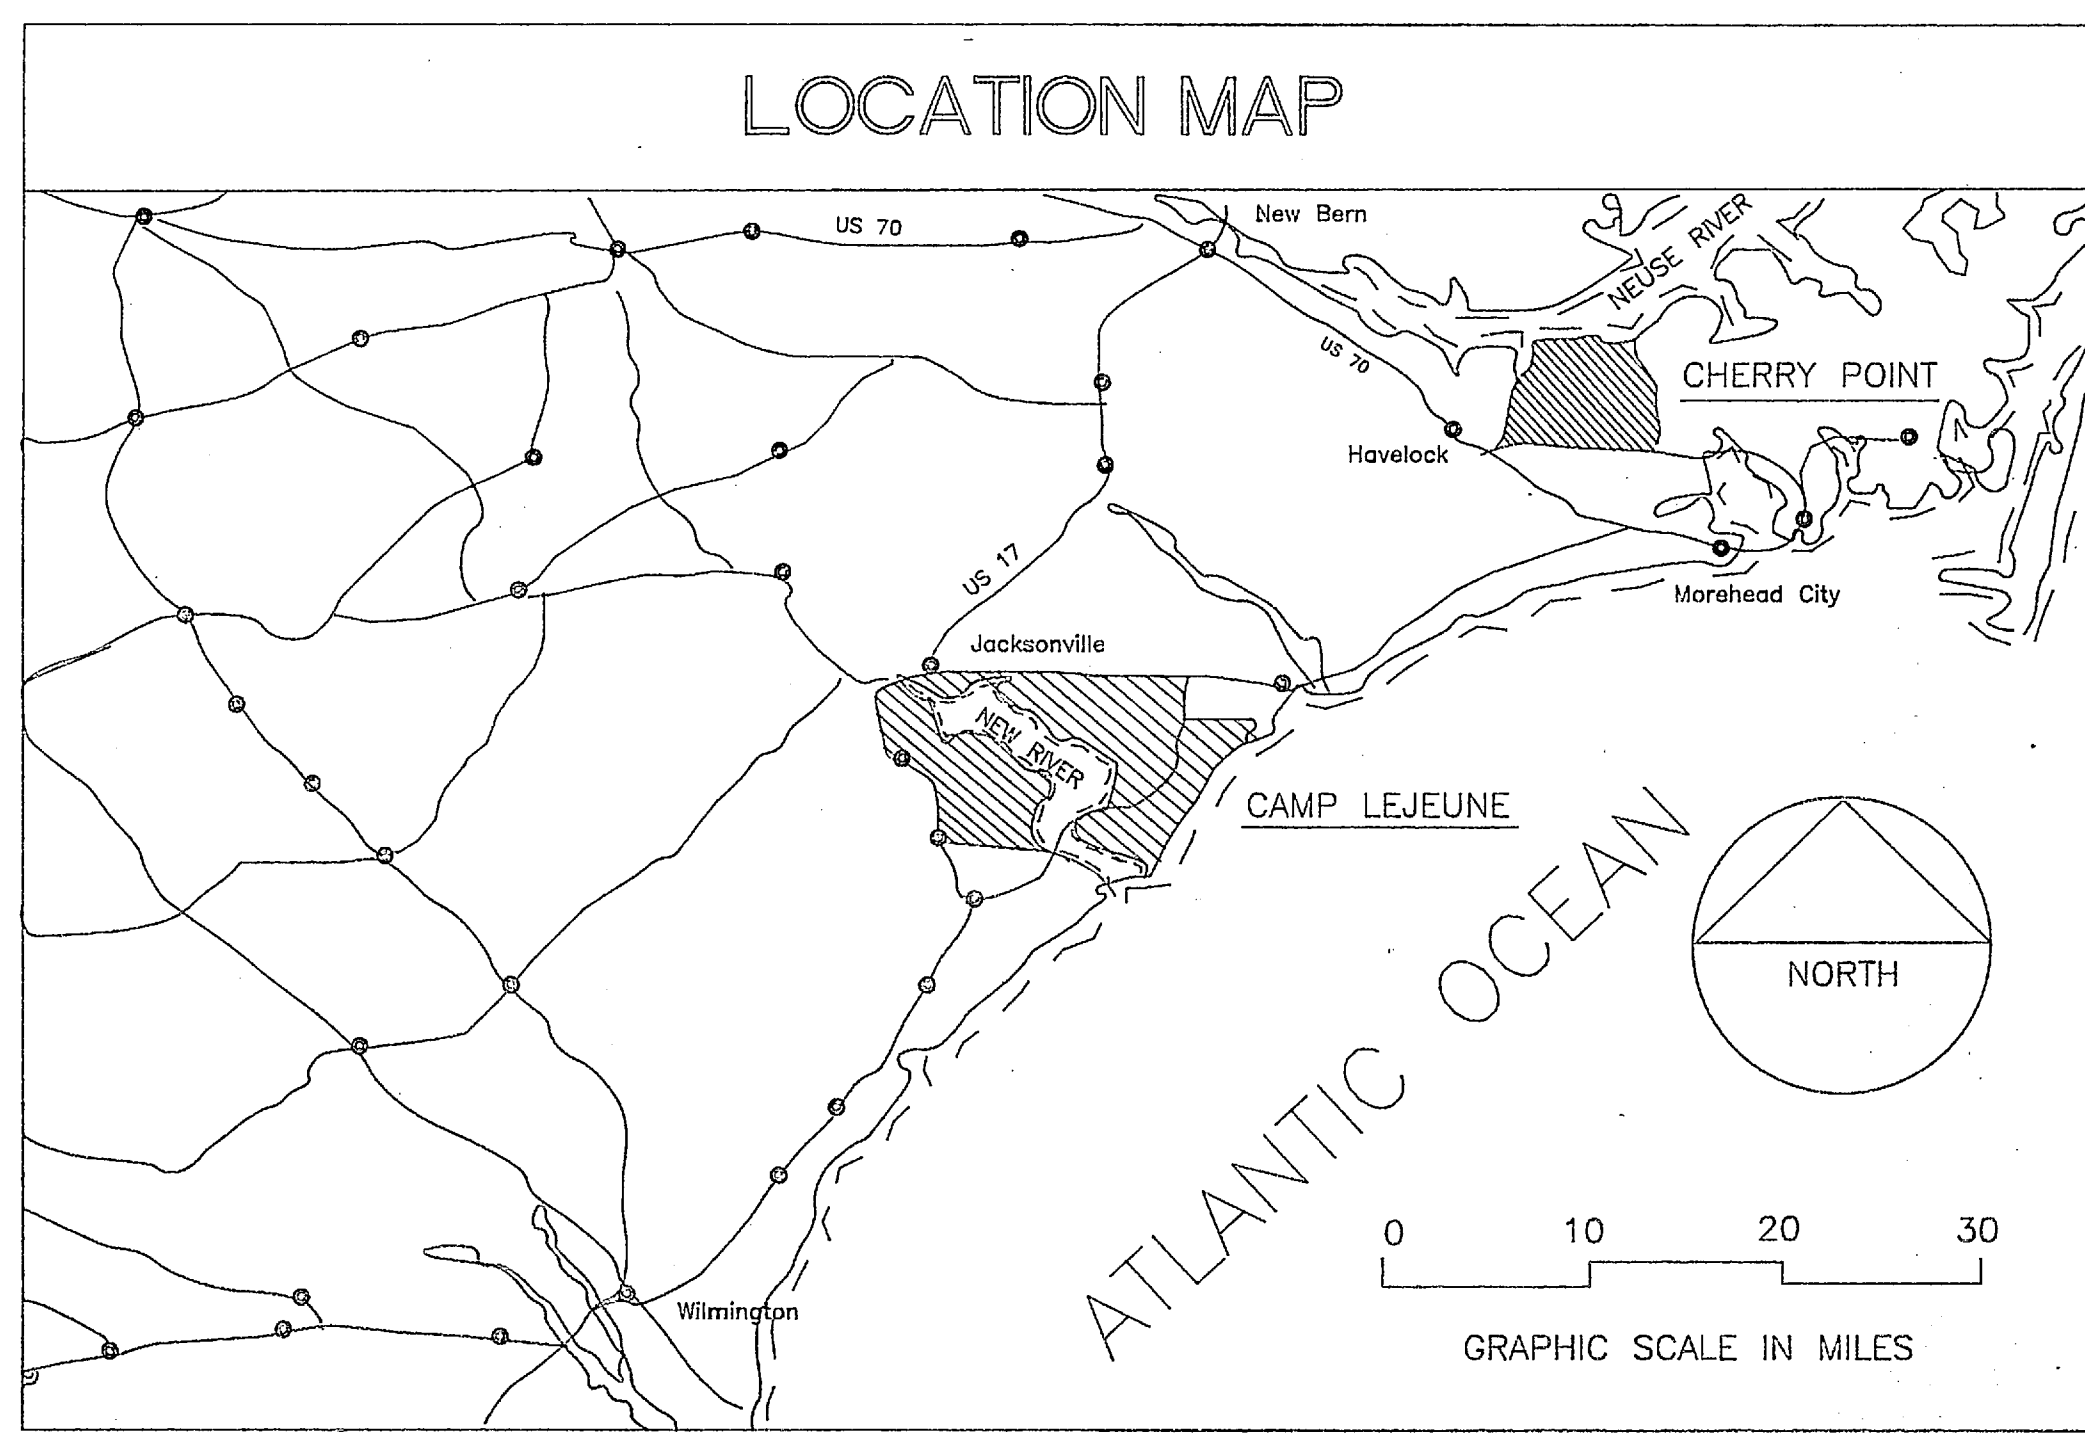 LOCATION MAP
New Bern
US 70
NEUSE RIVER
US 70
CHERRY POINT
Havelock
US 17
Morehead City
Jacksonville
NEW RIVER
CAMP LEJEUNE
ATLANTIC OCEAN
NORTH
0 10 20 30
Wilmington
GRAPHIC SCALE IN MILES